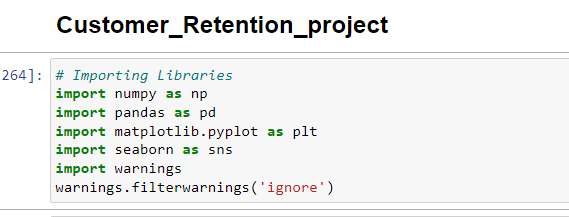 Customer_Retention_project
264]:
# Importing Libraries
import numpy as np
import pandas as pd
import matplotlib.pyplot as plt
import seaborn as sns
import warnings
warnings.filterwarnings('ignore')